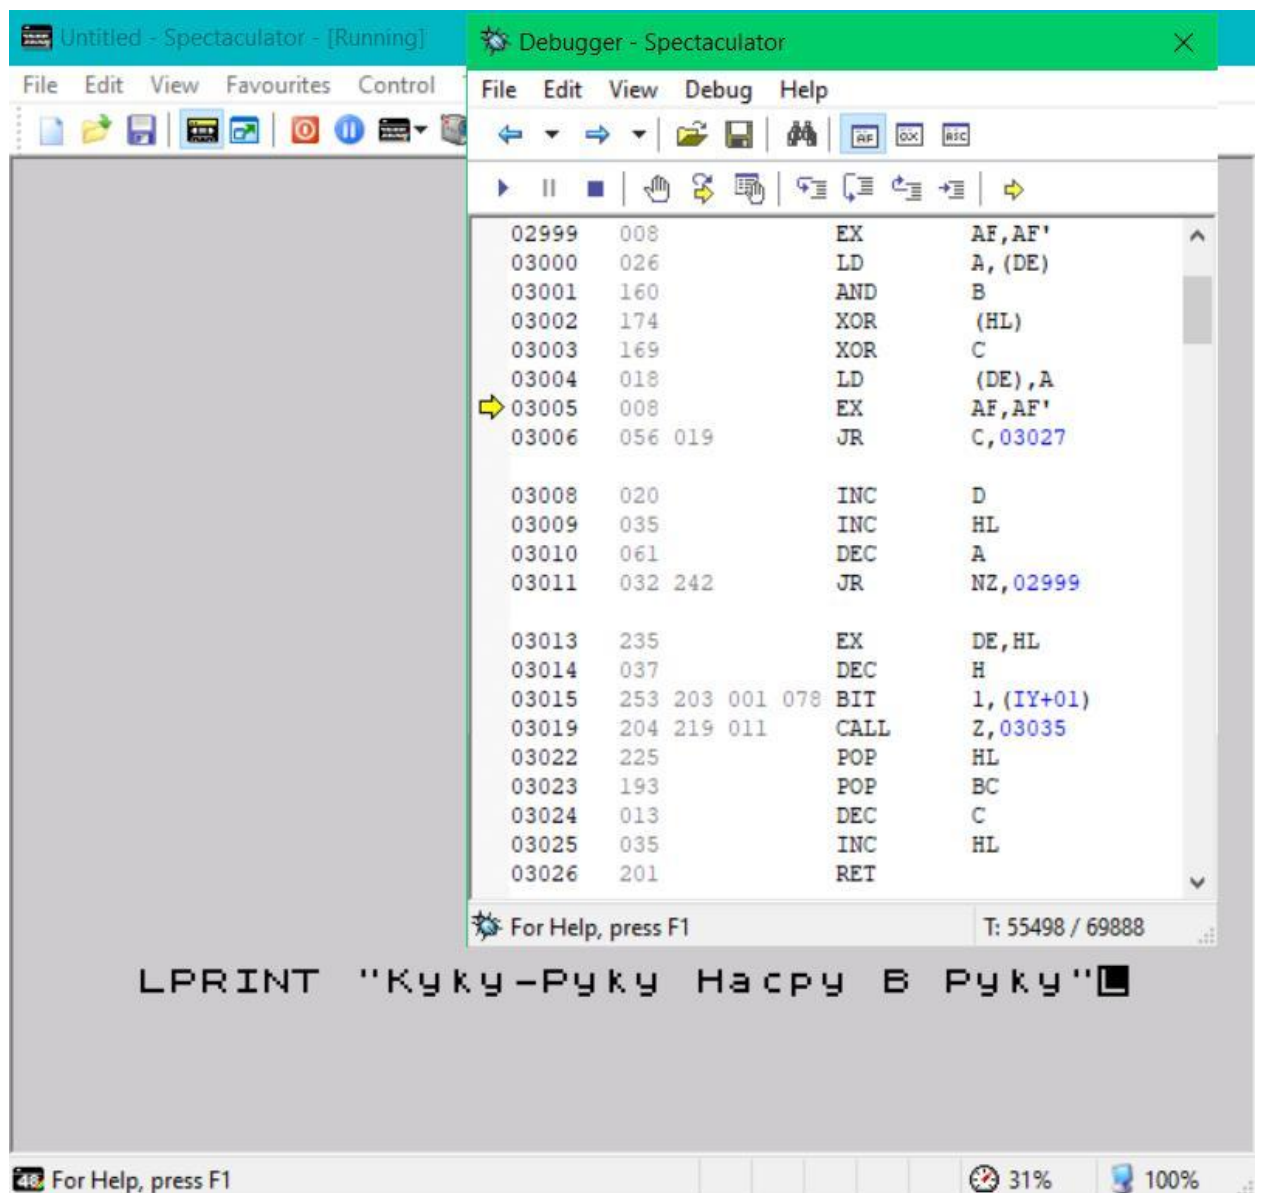 Untitled - Spectaculator - [Running]
File Edit View Favourites Control
Debugger - Spectaculator
File Edit View Debug Help
02999 008 EX AF,AF'
03000 026 LD A,(DE)
03001 160 AND B
03002 174 XOR (HL)
03003 169 XOR C
03004 018 LD (DE),A
03005 008 EX AF,AF'
03006 056 019 JR C,03027
03008 020 INC D
03009 035 INC HL
03010 061 DEC A
03011 032 242 JR NZ,02999
03013 235 EX DE,HL
03014 037 DEC H
03015 253 203 001 078 BIT 1,(IY+01)
03019 204 219 011 CALL Z,03035
03022 225 POP HL
03023 193 POP BC
03024 013 DEC C
03025 035 INC HL
03026 201 RET
For Help, press F1 T: 55498 / 69888
LPRINT "Куку-Руку Насру В Руку"L
48 For Help, press F1 31% 100%